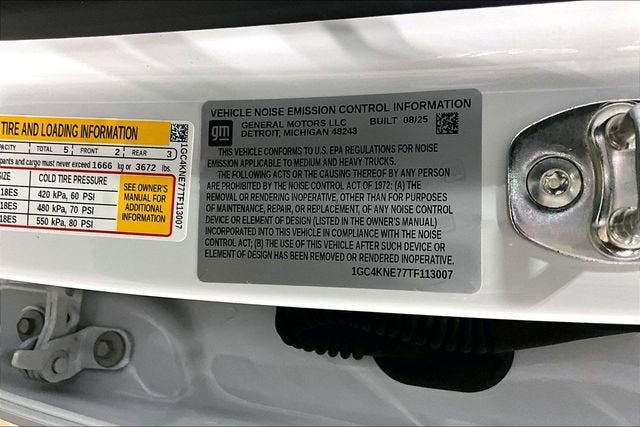 TIRE AND LOADING INFORMATION
TOTAL 5 FRONT 2 REAR 3
and cargo must never exceed 1666 kg or 3672 lbs.
COLD TIRE PRESSURE
420 kPa, 60 PSI
480 kPa, 70 PSI
550 kPa, 80 PSI
SEE OWNER'S
MANUAL FOR
ADDITIONAL
INFORMATION
1GC4KNE77TF113007
VEHICLE NOISE EMISSION CONTROL INFORMATION
gm
GENERAL MOTORS LLC BUILT 08/25
DETROIT, MICHIGAN 48243
THIS VEHICLE CONFORMS TO U.S. EPA REGULATIONS FOR NOISE
EMISSION APPLICABLE TO MEDIUM AND HEAVY TRUCKS.
THE FOLLOWING ACTS OR THE CAUSING THEREOF BY ANY PERSON
ARE PROHIBITED BY THE NOISE CONTROL ACT OF 1972: (A) THE
REMOVAL OR RENDERING INOPERATIVE, OTHER THAN FOR PURPOSES
OF MAINTENANCE, REPAIR, OR REPLACEMENT, OF ANY NOISE CONTROL
DEVICE OR ELEMENT OF DESIGN (LISTED IN THE OWNER'S MANUAL)
INCORPORATED INTO THIS VEHICLE IN COMPLIANCE WITH THE NOISE
CONTROL ACT; (B) THE USE OF THIS VEHICLE AFTER SUCH DEVICE OR
ELEMENT OF DESIGN HAS BEEN REMOVED OR RENDERED INOPERATIVE.
1GC4KNE77TF113007